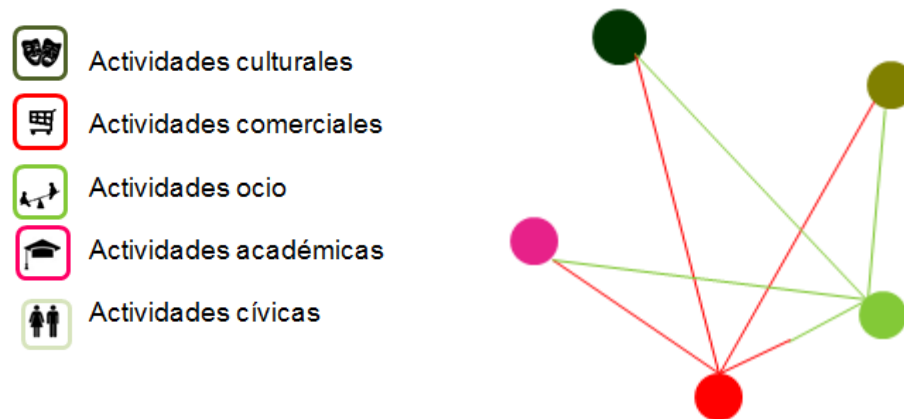 Actividades culturales
Actividades comerciales
Actividades ocio
Actividades académicas
Actividades cívicas